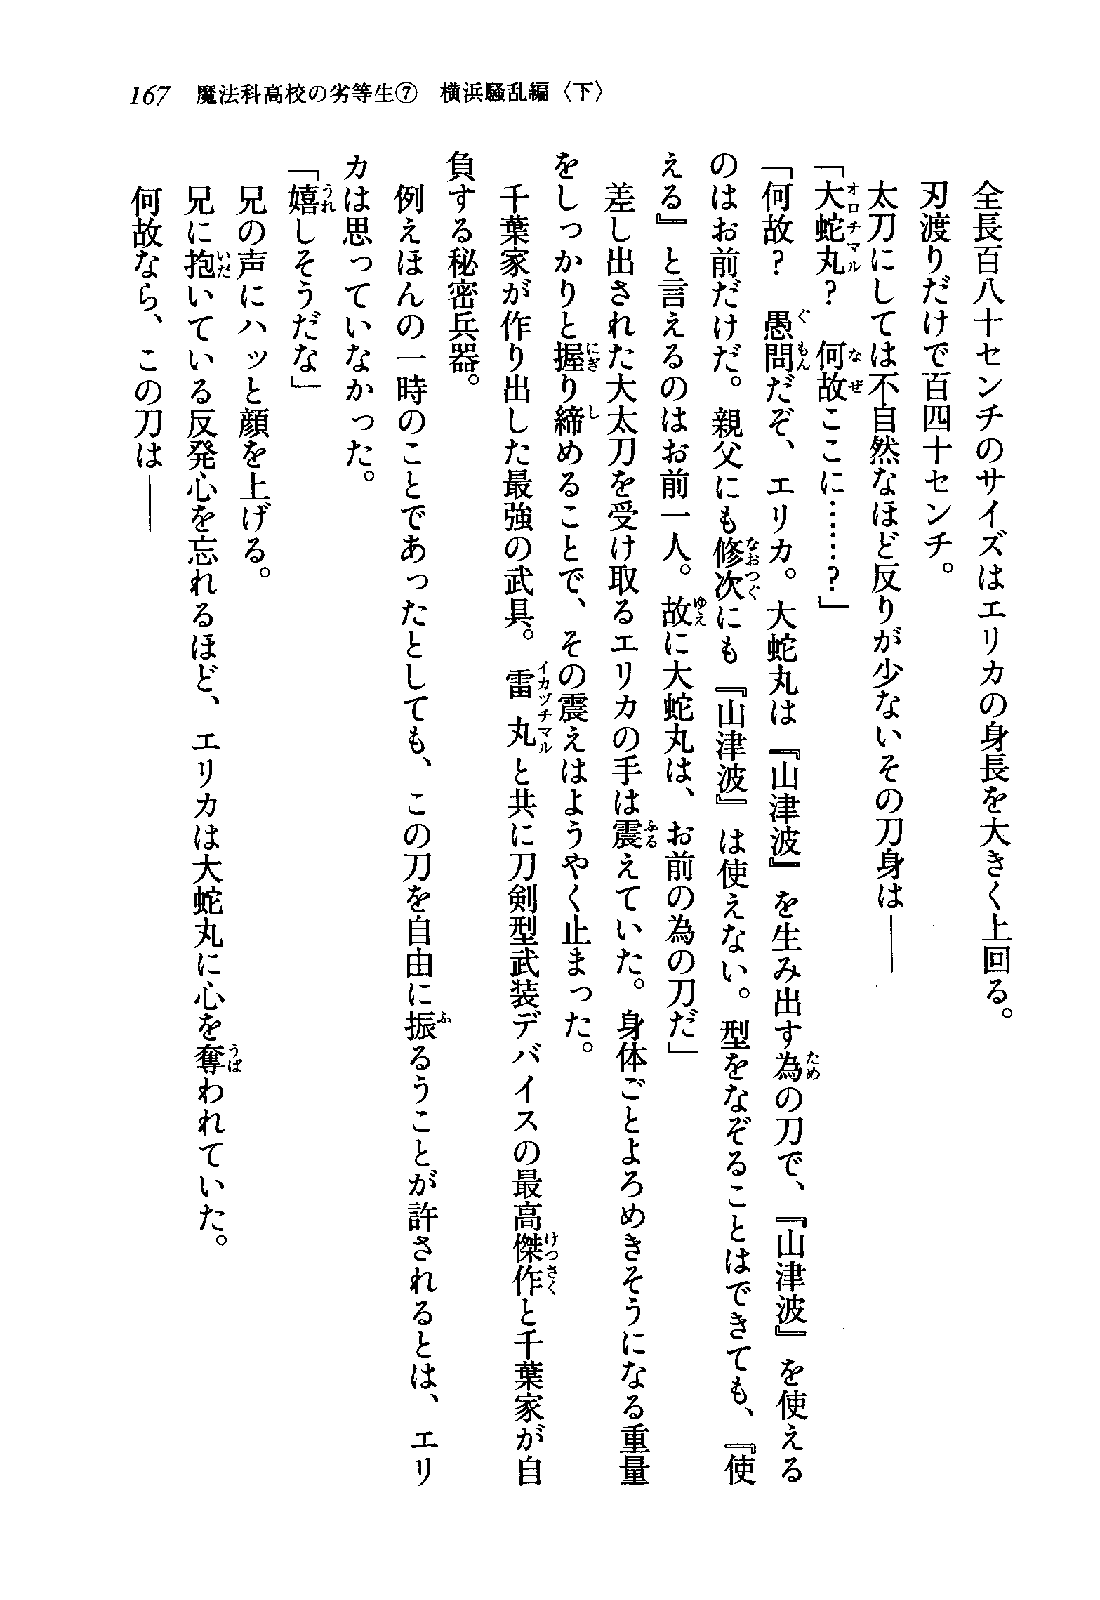 167　魔法科高校の劣等生⑦　横浜騒乱編〈下〉
全長百八十センチのサイズはエリカの身長を大きく上回る。
刃渡りだけで百四十センチ。
太刀にしては不自然なほど反りが少ないその刀身は――
「大蛇丸？　何故ここに……？」
「何故？　愚問だぞ、エリカ。大蛇丸は『山津波』を生み出す為の刀で、『山津波』を使える
のはお前だけだ。親父にも修次にも『山津波』は使えない。型をなぞることはできても、『使
える』と言えるのはお前一人。故に大蛇丸は、お前の為の刀だ」
差し出された大太刀を受け取るエリカの手は震えていた。身体ごとよろめきそうになる重量
をしっかりと握り締めることで、その震えはようやく止まった。
千葉家が作り出した最強の武具。雷丸と共に刀剣型武装デバイスの最高傑作と千葉家が自
負する秘密兵器。
例えほんの一時のことであったとしても、この刀を自由に振るうことが許されるとは、エリ
カは思っていなかった。
「嬉しそうだな」
兄の声にハッと顔を上げる。
兄に抱いている反発心を忘れるほど、エリカは大蛇丸に心を奪われていた。
何故なら、この刀は――